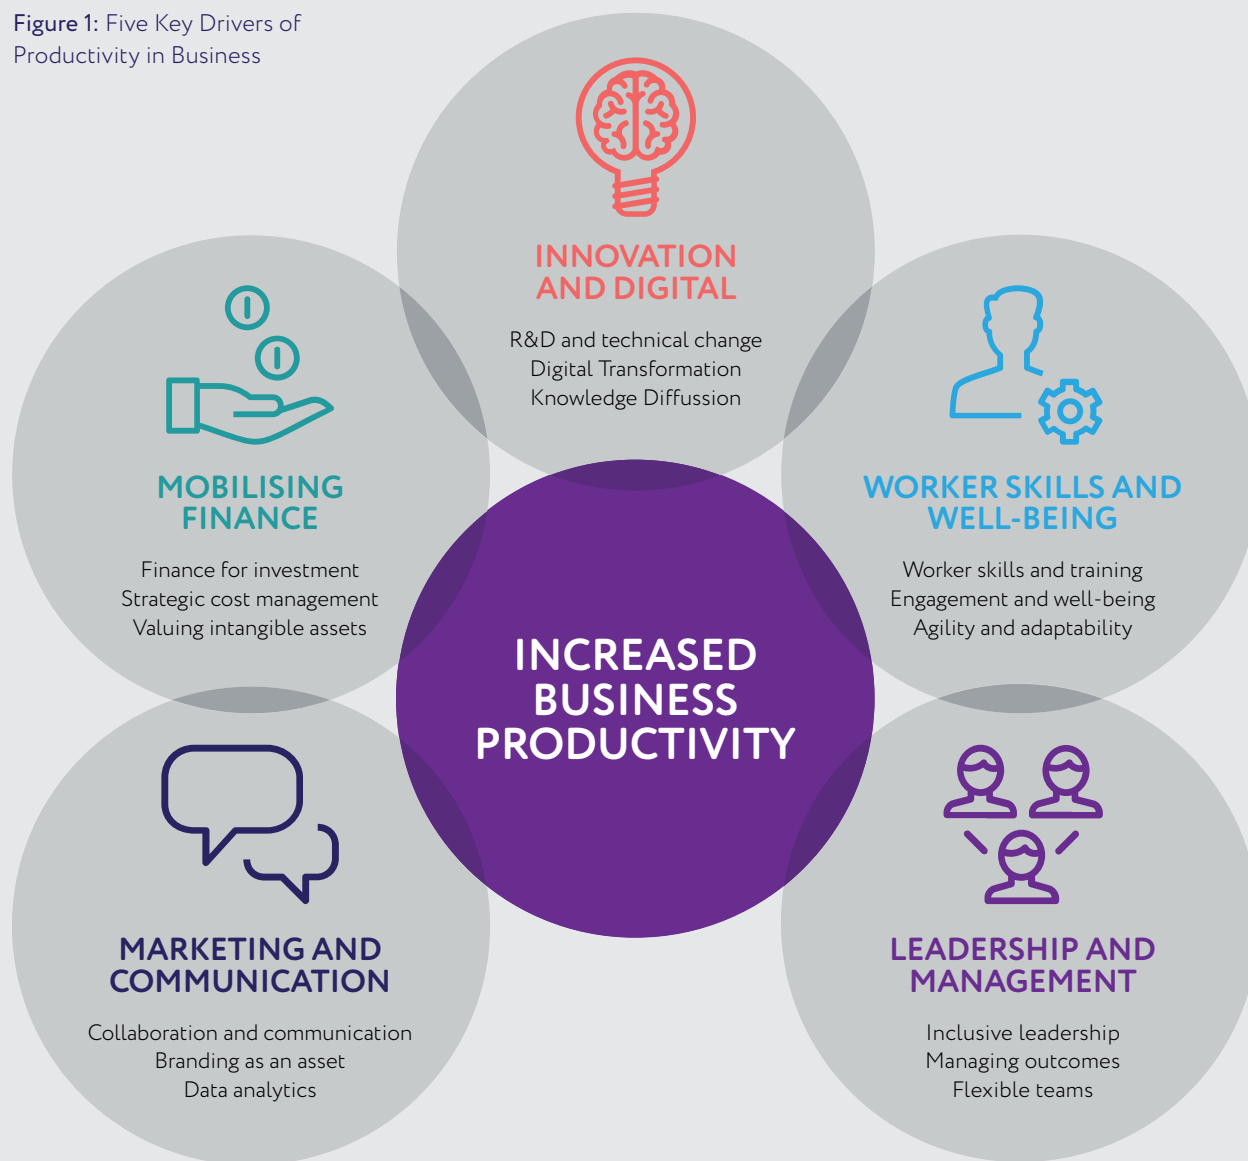 Figure 1: Five Key Drivers of
Productivity in Business
INNOVATION
AND DIGITAL
R&D and technical change
Digital Transformation
Knowledge Diffussion
MOBILISING
FINANCE
Finance for investment
Strategic cost management
Valuing intangible assets
WORKER SKILLS AND
WELL-BEING
Worker skills and training
Engagement and well-being
Agility and adaptability
INCREASED
BUSINESS
PRODUCTIVITY
MARKETING AND
COMMUNICATION
Collaboration and communication
Branding as an asset
Data analytics
LEADERSHIP AND
MANAGEMENT
Inclusive leadership
Managing outcomes
Flexible teams